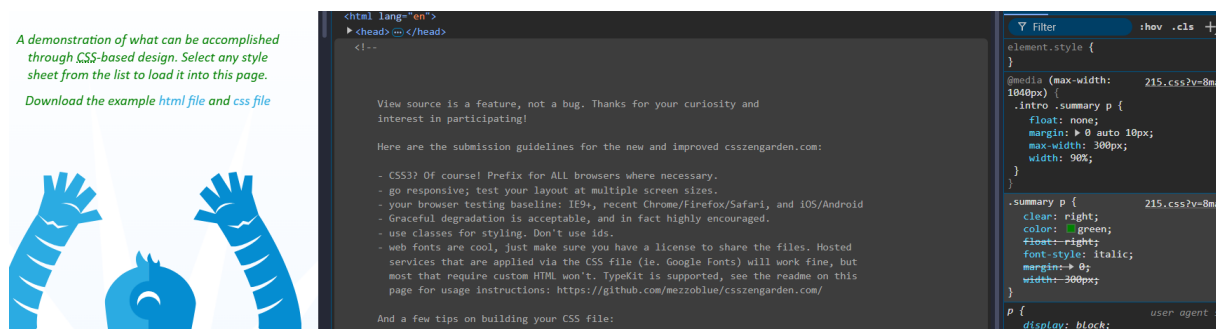 A demonstration of what can be accomplished
through CSS-based design. Select any style
sheet from the list to load it into this page.
Download the example html file and css file
<html lang="en">
<head> ... </head>
<!--
View source is a feature, not a bug. Thanks for your curiosity and
interest in participating!
Here are the submission guidelines for the new and improved csszengarden.com:
- CSS3? Of course! Prefix for ALL browsers where necessary.
- go responsive; test your layout at multiple screen sizes.
- your browser testing baseline: IE9+, recent Chrome/Firefox/Safari, and iOS/Android
- Graceful degradation is acceptable, and in fact highly encouraged.
- use classes for styling. Don't use ids.
- web fonts are cool, just make sure you have a license to share the files. Hosted
services that are applied via the CSS file (ie. Google Fonts) will work fine, but
most that require custom HTML won't. TypeKit is supported, see the readme on this
page for usage instructions: https://github.com/mezzoblue/csszengarden.com/
And a few tips on building your CSS file:
Filter :hov .cls +
element.style {
}
@media (max-width: 215.css?v=8ma
1040px) {
.intro .summary p {
float: none;
margin: 0 auto 10px;
max-width: 300px;
width: 90%;
}
}
.summary p { 215.css?v=8ma
clear: right;
color: green;
float: right;
font-style: italic;
margin: 0;
width: 300px;
}
p { user agent
display: block;